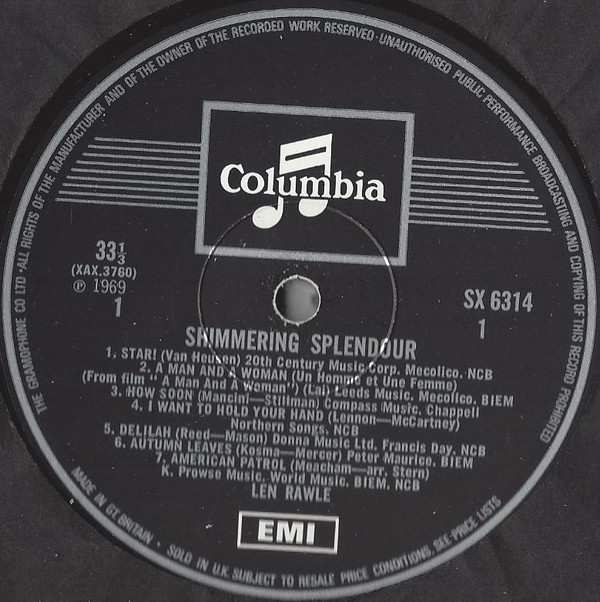 THE GRAMOPHONE CO LTD • ALL RIGHTS OF THE MANUFACTURER AND OF THE OWNER OF THE RECORDED WORK RESERVED • UNAUTHORISED PUBLIC PERFORMANCE BROADCASTING AND COPYING OF THIS RECORD PROHIBITED
Columbia
33⅓
(XAX.3760)
Ⓟ 1969
1
SX 6314
1
SHIMMERING SPLENDOUR
1. STAR! (Van Heusen) 20th Century Music Corp. Mecolico. NCB
2. A MAN AND A WOMAN (Un Homme et Une Femme)
(From film "A Man And A Woman") (Lai) Leeds Music. Mecolico. BIEM
3. HOW SOON (Mancini—Stillman) Compass Music. Chappell
4. I WANT TO HOLD YOUR HAND (Lennon—McCartney)
Northern Songs. NCB
5. DELILAH (Reed—Mason) Donna Music Ltd. Francis Day. NCB
6. AUTUMN LEAVES (Kosma—Mercer) Peter Maurice. BIEM
7. AMERICAN PATROL (Meacham—arr. Stern)
K. Prowse Music. World Music. BIEM. NCB
LEN RAWLE
EMI
MADE IN GT. BRITAIN • SOLD IN U.K. SUBJECT TO RESALE PRICE CONDITIONS, SEE PRICE LISTS